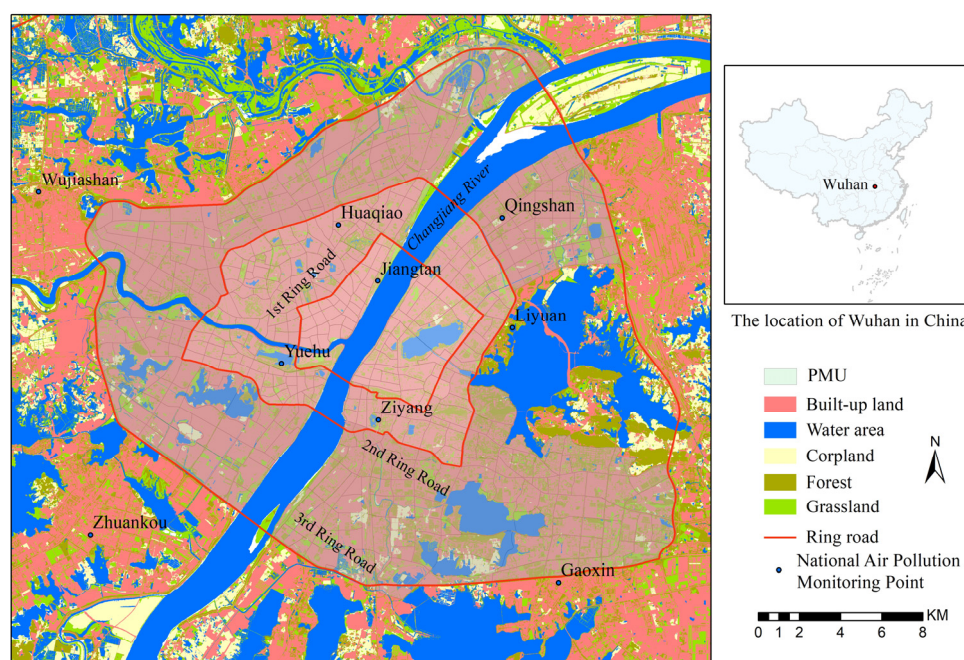 Wujiashan
Huaqiao
Qingshan
Changjiang River
Jiangtan
1st Ring Road
Liyuan
Yuehu
Ziyang
2nd Ring Road
3rd Ring Road
Zhuankou
Gaoxin
Wuhan
The location of Wuhan in China
PMU
Built-up land
Water area
Corpland
Forest
Grassland
Ring road
National Air Pollution
Monitoring Point
N
0 1 2 4 6 8 KM